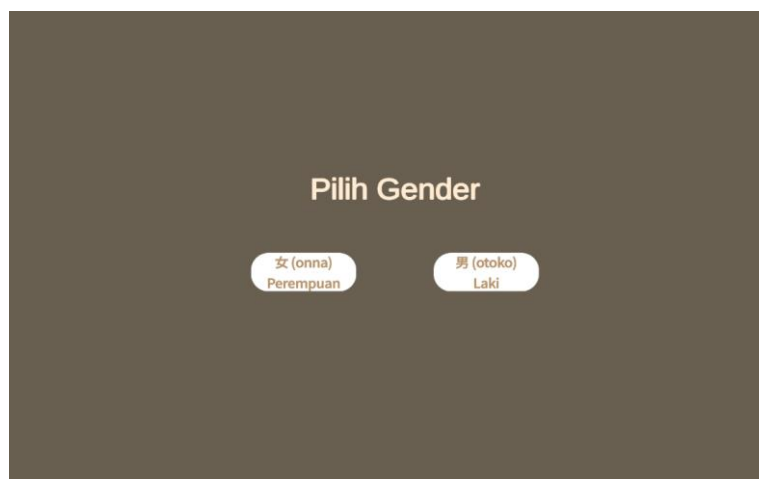 Pilih Gender
女 (onna)
Perempuan
男 (otoko)
Laki